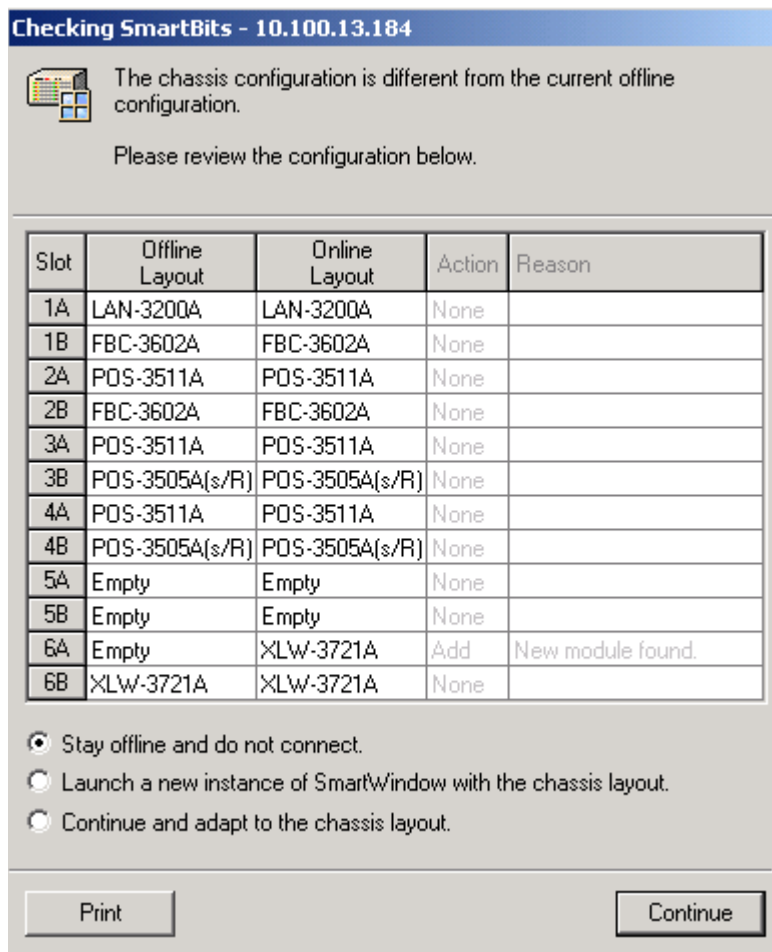 Checking SmartBits - 10.100.13.184
The chassis configuration is different from the current offline
configuration.
Please review the configuration below.
Slot Offline Layout Online Layout Action Reason
1A LAN-3200A LAN-3200A None
1B FBC-3602A FBC-3602A None
2A POS-3511A POS-3511A None
2B FBC-3602A FBC-3602A None
3A POS-3511A POS-3511A None
3B POS-3505A(s/R) POS-3505A(s/R) None
4A POS-3511A POS-3511A None
4B POS-3505A(s/R) POS-3505A(s/R) None
5A Empty Empty None
5B Empty Empty None
6A Empty XLW-3721A Add New module found.
6B XLW-3721A XLW-3721A None
Stay offline and do not connect.
Launch a new instance of SmartWindow with the chassis layout.
Continue and adapt to the chassis layout.
Print Continue